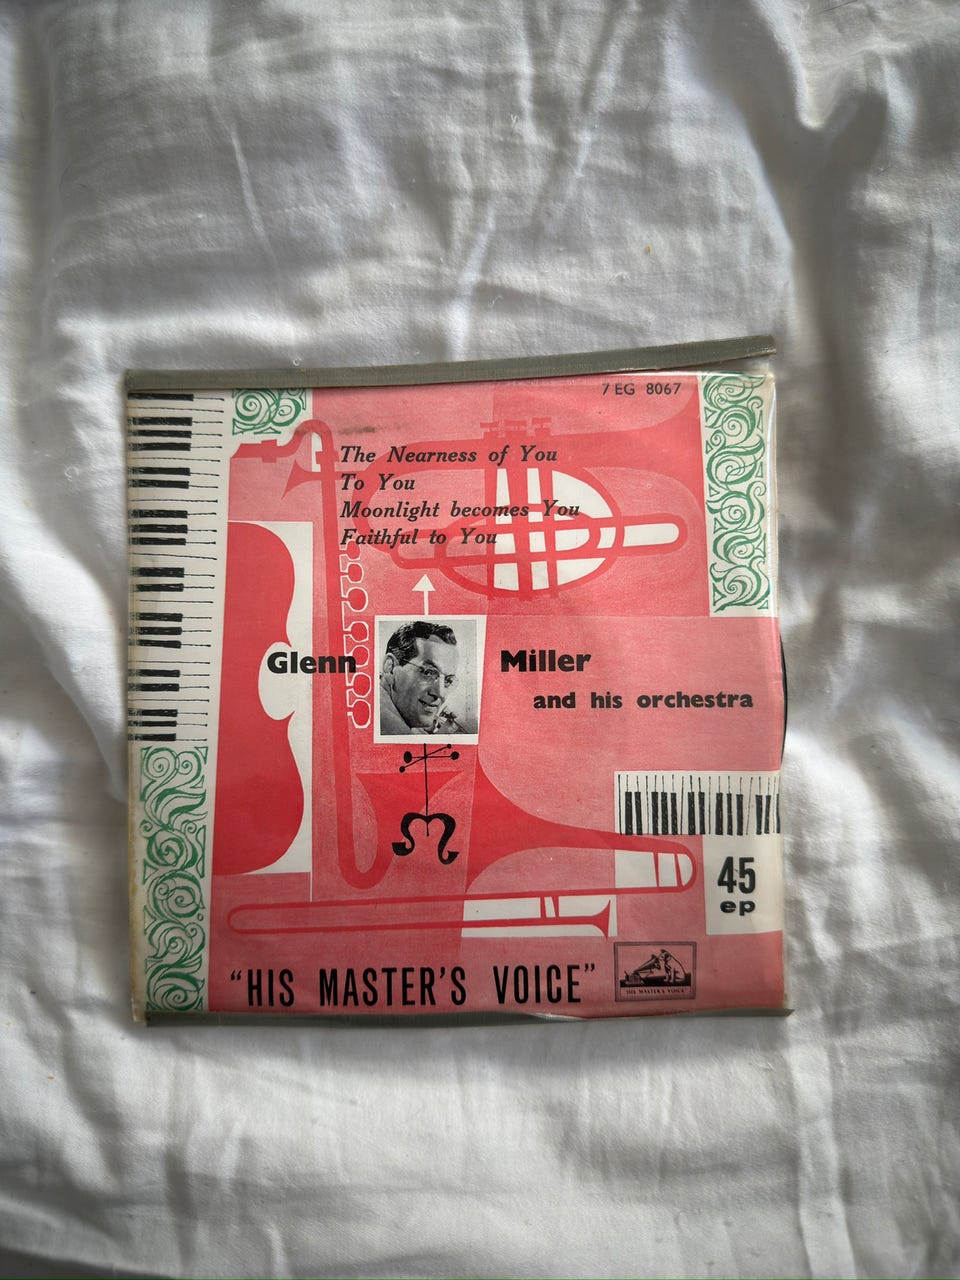 7 EG 8067
The Nearness of You
To You
Moonlight becomes You
Faithful to You
Glenn Miller
and his orchestra
45
ep
"HIS MASTER'S VOICE"
HIS MASTER'S VOICE